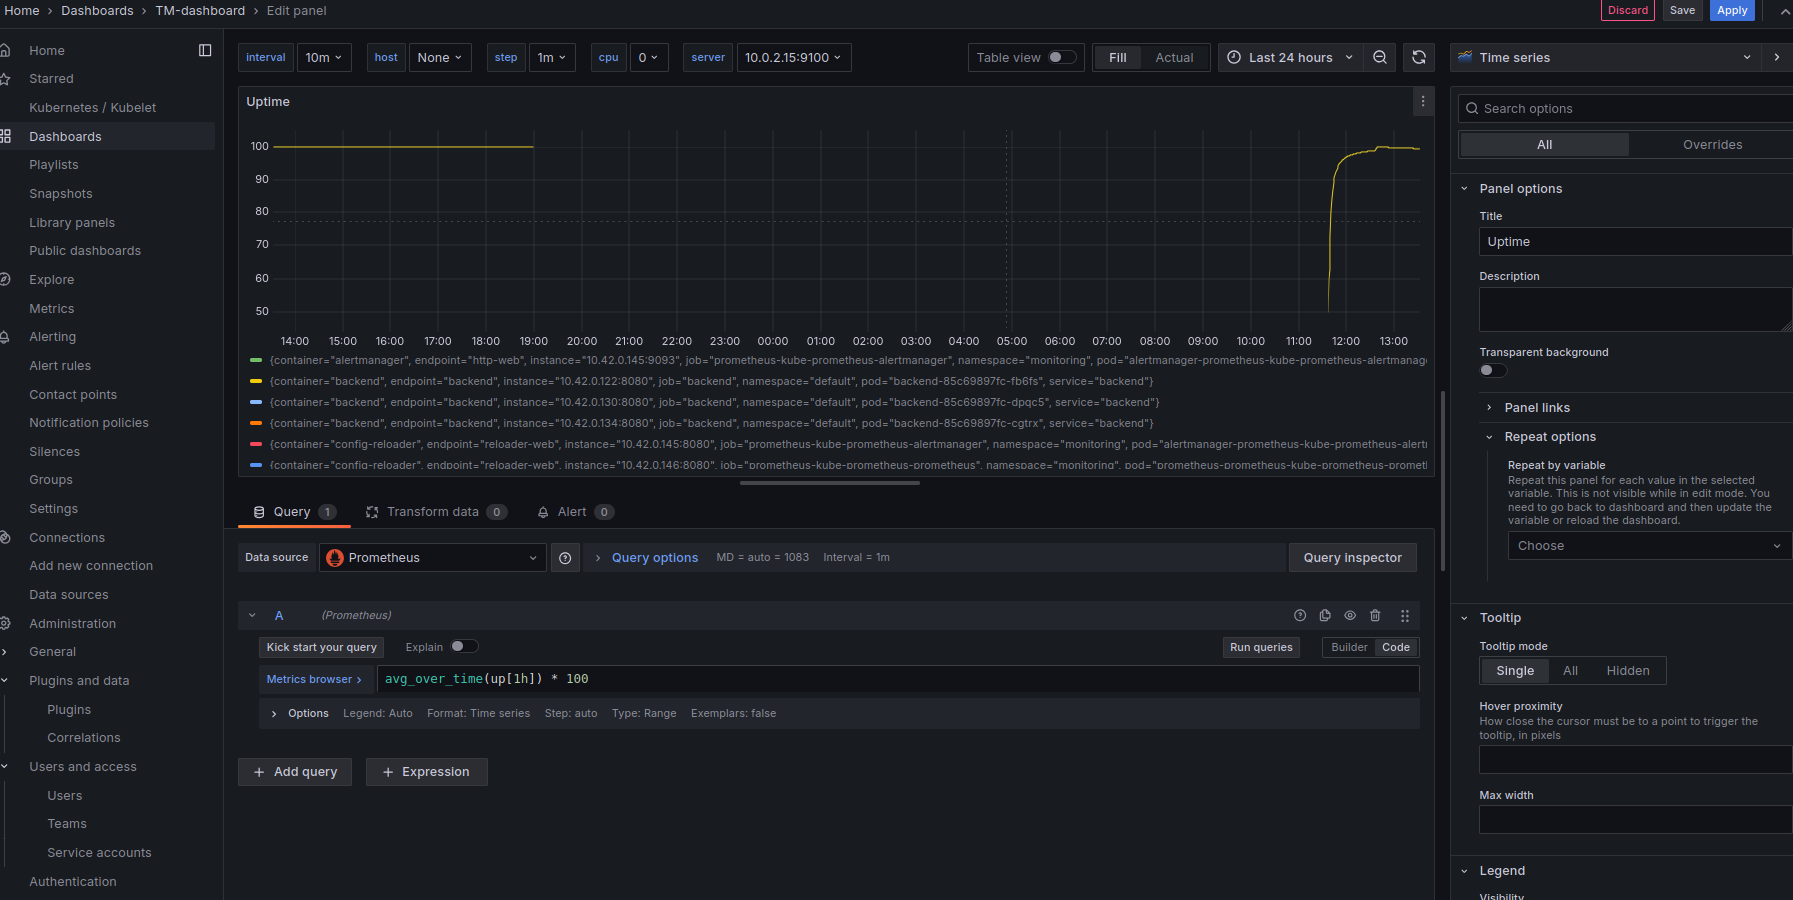 Home › Dashboards › TM-dashboard › Edit panel
Discard Save Apply
Home
Starred
Kubernetes / Kubelet
Dashboards
Playlists
Snapshots
Library panels
Public dashboards
Explore
Metrics
Alerting
Alert rules
Contact points
Notification policies
Silences
Groups
Settings
Connections
Add new connection
Data sources
Administration
General
Plugins and data
Plugins
Correlations
Users and access
Users
Teams
Service accounts
Authentication
interval 10m host None step 1m cpu 0 server 10.0.2.15:9100
Table view Fill Actual Last 24 hours
Uptime
100
90
80
70
60
50
14:00 15:00 16:00 17:00 18:00 19:00 20:00 21:00 22:00 23:00 00:00 01:00 02:00 03:00 04:00 05:00 06:00 07:00 08:00 09:00 10:00 11:00 12:00 13:00
{container="alertmanager", endpoint="http-web", instance="10.42.0.145:9093", job="prometheus-kube-prometheus-alertmanager", namespace="monitoring", pod="alertmanager-prometheus-kube-prometheus-alertmanag
{container="backend", endpoint="backend", instance="10.42.0.122:8080", job="backend", namespace="default", pod="backend-85c69897fc-fb6fs", service="backend"}
{container="backend", endpoint="backend", instance="10.42.0.130:8080", job="backend", namespace="default", pod="backend-85c69897fc-dpqc5", service="backend"}
{container="backend", endpoint="backend", instance="10.42.0.134:8080", job="backend", namespace="default", pod="backend-85c69897fc-cgtrx", service="backend"}
{container="config-reloader", endpoint="reloader-web", instance="10.42.0.145:8080", job="prometheus-kube-prometheus-alertmanager", namespace="monitoring", pod="alertmanager-prometheus-kube-prometheus-alertr
{container="config-reloader", endpoint="reloader-web", instance="10.42.0.146:8080", job="prometheus-kube-prometheus-prometheus", namespace="monitoring", pod="prometheus-prometheus-kube-prometheus-promet
Query 1 Transform data 0 Alert 0
Data source Prometheus Query options MD = auto = 1083 Interval = 1m Query inspector
A (Prometheus)
Kick start your query Explain Run queries Builder Code
Metrics browser › avg_over_time(up[1h]) * 100
Options Legend: Auto Format: Time series Step: auto Type: Range Exemplars: false
+ Add query + Expression
Time series
Search options
All Overrides
Panel options
Title
Uptime
Description
Transparent background
Panel links
Repeat options
Repeat by variable
Repeat this panel for each value in the selected
variable. This is not visible while in edit mode. You
need to go back to dashboard and then update the
variable or reload the dashboard.
Choose
Tooltip
Tooltip mode
Single All Hidden
Hover proximity
How close the cursor must be to a point to trigger the
tooltip, in pixels
Max width
Legend
Visibility